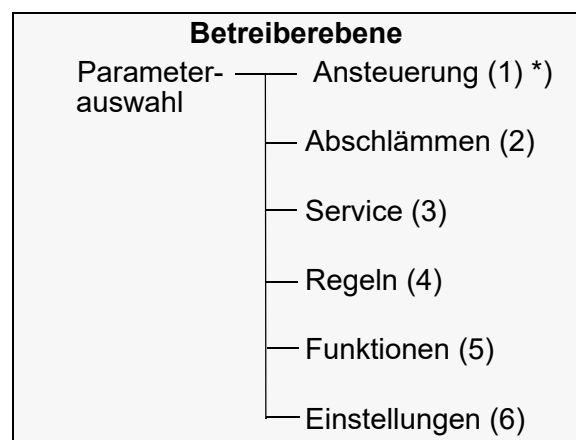 Betreiberebene
Parameter- Ansteuerung (1) *)
auswahl
Abschlämmen (2)
Service (3)
Regeln (4)
Funktionen (5)
Einstellungen (6)